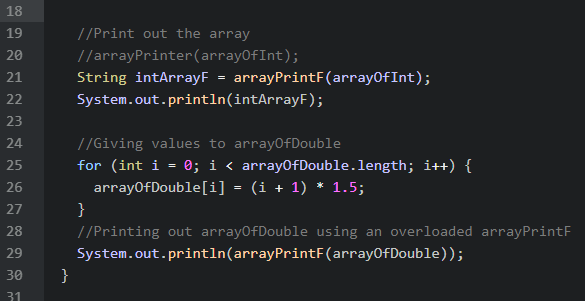 18
19 //Print out the array
20 //arrayPrinter(arrayOfInt);
21 String intArrayF = arrayPrintF(arrayOfInt);
22 System.out.println(intArrayF);
23
24 //Giving values to arrayOfDouble
25 for (int i = 0; i < arrayOfDouble.length; i++) {
26 arrayOfDouble[i] = (i + 1) * 1.5;
27 }
28 //Printing out arrayOfDouble using an overloaded arrayPrintF
29 System.out.println(arrayPrintF(arrayOfDouble));
30 }
31